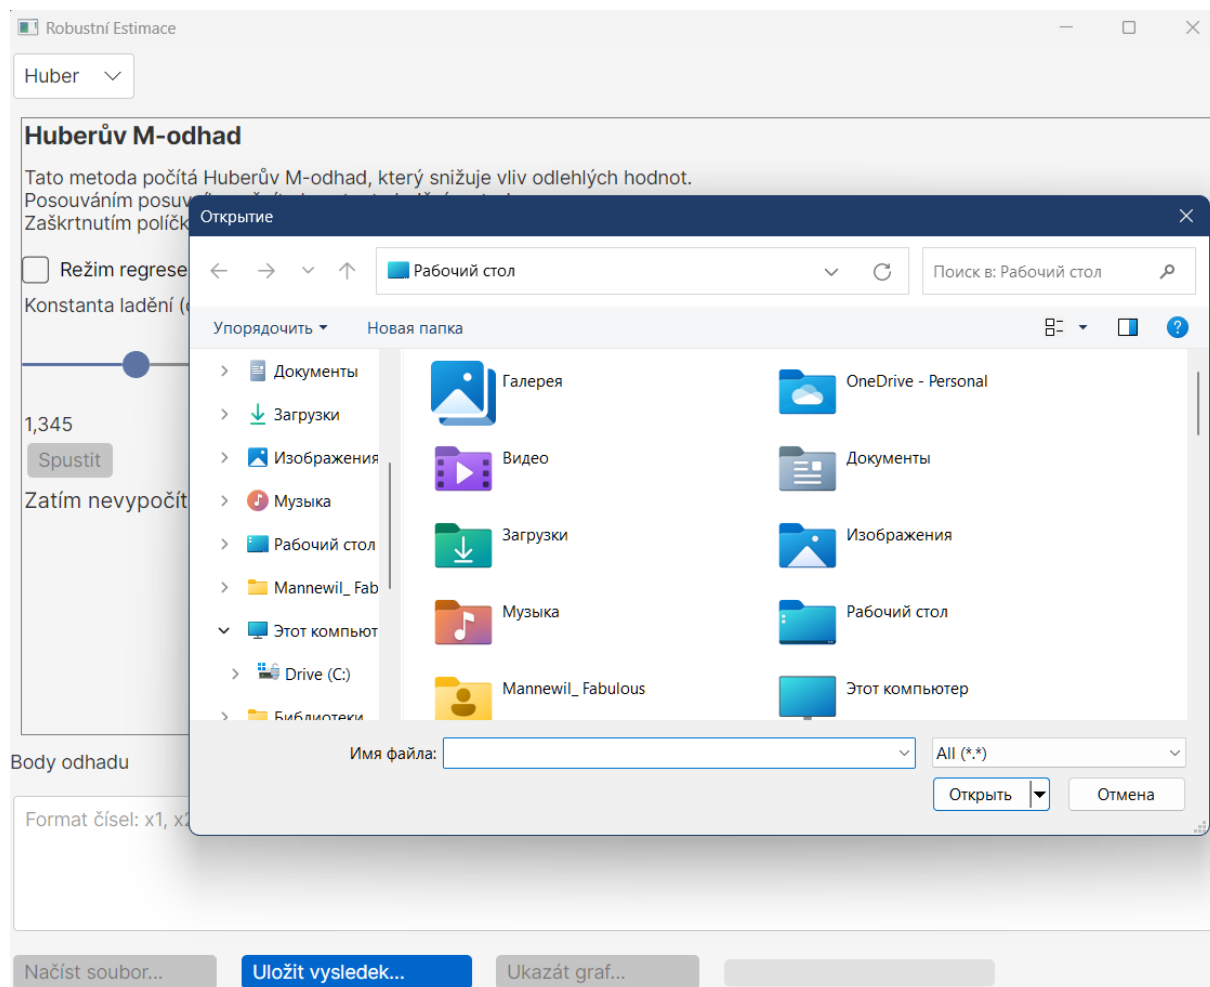 Robustní Estimace
Huber
Huberův M-odhad
Tato metoda počítá Huberův M-odhad, který snižuje vliv odlehlých hodnot.
Posouváním
Zaškrtnutím políčk
Režim regrese
Konstanta ladění
1,345
Spustit
Zatím nevypočít
Открытие
Рабочий стол
Поиск в: Рабочий стол
Упорядочить
Новая папка
Документы
Загрузки
Изображения
Музыка
Рабочий стол
Mannewil_ Fab
Этот компьют
Drive (C:)
Библиотеки
Галерея
OneDrive - Personal
Видео
Документы
Загрузки
Изображения
Музыка
Рабочий стол
Mannewil_ Fabulous
Этот компьютер
Имя файла:
All (*.*)
Открыть
Отмена
Body odhadu
Format čísel: x1, x2
Načíst soubor...
Uložit vysledek...
Ukazát graf...